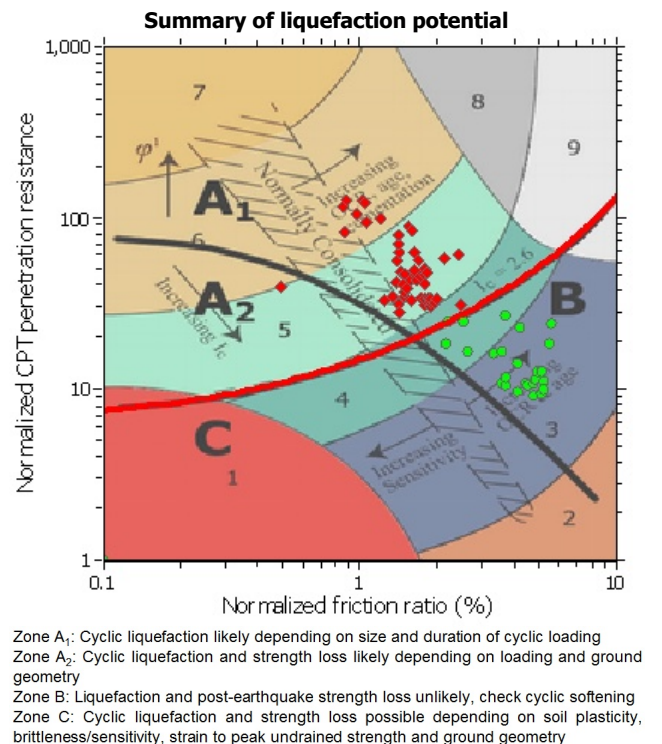 Summary of liquefaction potential
1,000
7
8
9
φ'
Increasing
OCR, age,
cementation
Normally Consolidated
A1
100
6
Ic = 2.6
A2
B
Increasing Ic
5
10
4
Increasing
OCR, age
3
C
Increasing
Sensitivity
1
2
1
0.1
1
10
Normalized CPT penetration resistance
Normalized friction ratio (%)
Zone A1: Cyclic liquefaction likely depending on size and duration of cyclic loading
Zone A2: Cyclic liquefaction and strength loss likely depending on loading and ground
geometry
Zone B: Liquefaction and post-earthquake strength loss unlikely, check cyclic softening
Zone C: Cyclic liquefaction and strength loss possible depending on soil plasticity,
brittleness/sensitivity, strain to peak undrained strength and ground geometry